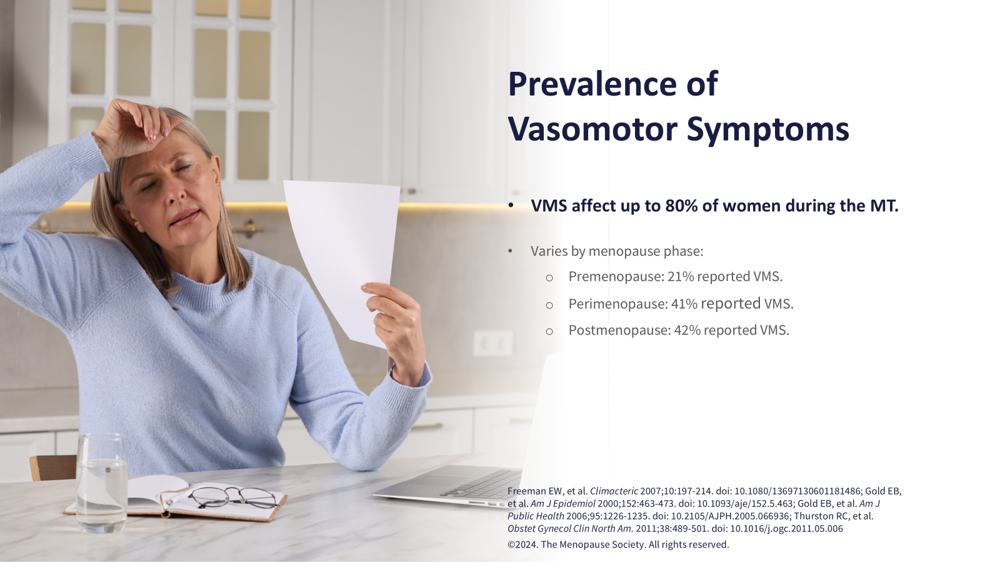 Prevalence of
Vasomotor Symptoms
• VMS affect up to 80% of women during the MT.
• Varies by menopause phase:
o Premenopause: 21% reported VMS.
o Perimenopause: 41% reported VMS.
o Postmenopause: 42% reported VMS.
Freeman EW, et al. Climacteric 2007;10:197-214. doi: 10.1080/13697130601181486; Gold EB,
et al. Am J Epidemiol 2000;152:463-473. doi: 10.1093/aje/152.5.463; Gold EB, et al. Am J
Public Health 2006;95:1226-1235. doi: 10.2105/AJPH.2005.066936; Thurston RC, et al.
Obstet Gynecol Clin North Am. 2011;38:489-501. doi: 10.1016/j.ogc.2011.05.006
©2024. The Menopause Society. All rights reserved.